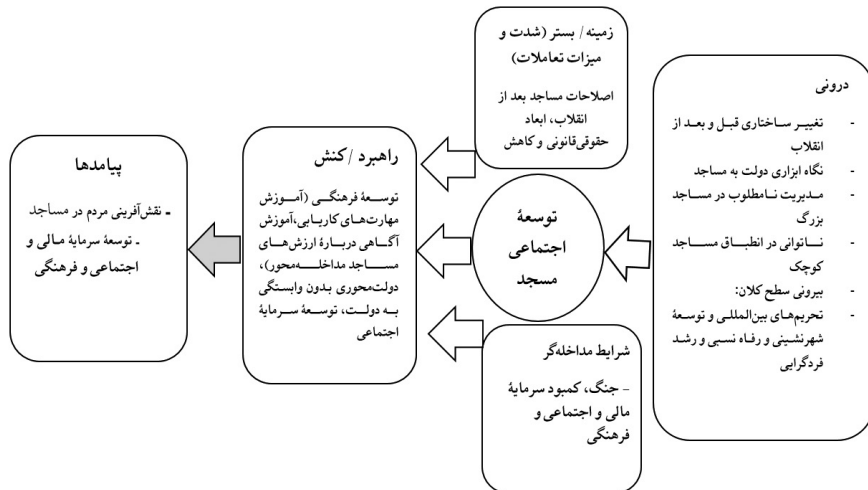 زمینه/ بستر (شدت و
میزات تعاملات)
اصلاحات مساجد بعد از
انقلاب، ابعاد
حقوقی‌قانونی و کاهش
درونی
- تغییر ساختاری قبل و بعد از
انقلاب
- نگاه ابزاری دولت به مساجد
- مدیریت نامطلوب در مساجد
بزرگ
- ناتوانی در انطباق مساجد
کوچک
- بیرونی سطح کلان:
- تحریم‌های بین‌المللی و توسعهٔ
شهرنشینی و رفاه نسبی و رشد
فردگرایی
توسعهٔ
اجتماعی
مسجد
شرایط مداخله‌گر
- جنگ، کمبود سرمایهٔ
مالی و اجتماعی و
فرهنگی
راهبرد /کنش
توسعهٔ فرهنگی (آموزش
مهارت‌های کاریابی،آموزش
آگاهی دربارهٔ ارزش‌های
مساجد مداخله‌محور)،
دولت‌محوری بدون وابستگی
به دولت، توسعهٔ سرمایهٔ
اجتماعی
پیامدها
- نقش‌آفرینی مردم در مساجد
- توسعهٔ سرمایهٔ مالی و
اجتماعی و فرهنگی